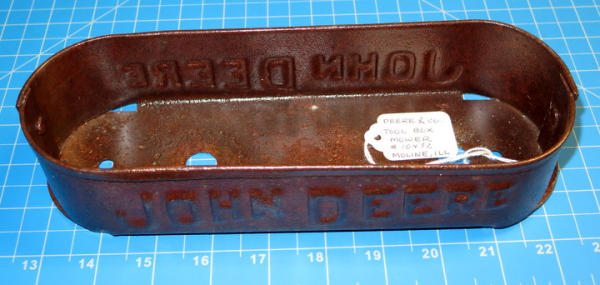 JOHN DEERE
DEERE & CO
TOOL BOX
MOWER
MOLINE, ILL
JOHN DEERE
13 14 15 16 17 18 19 20 21 22